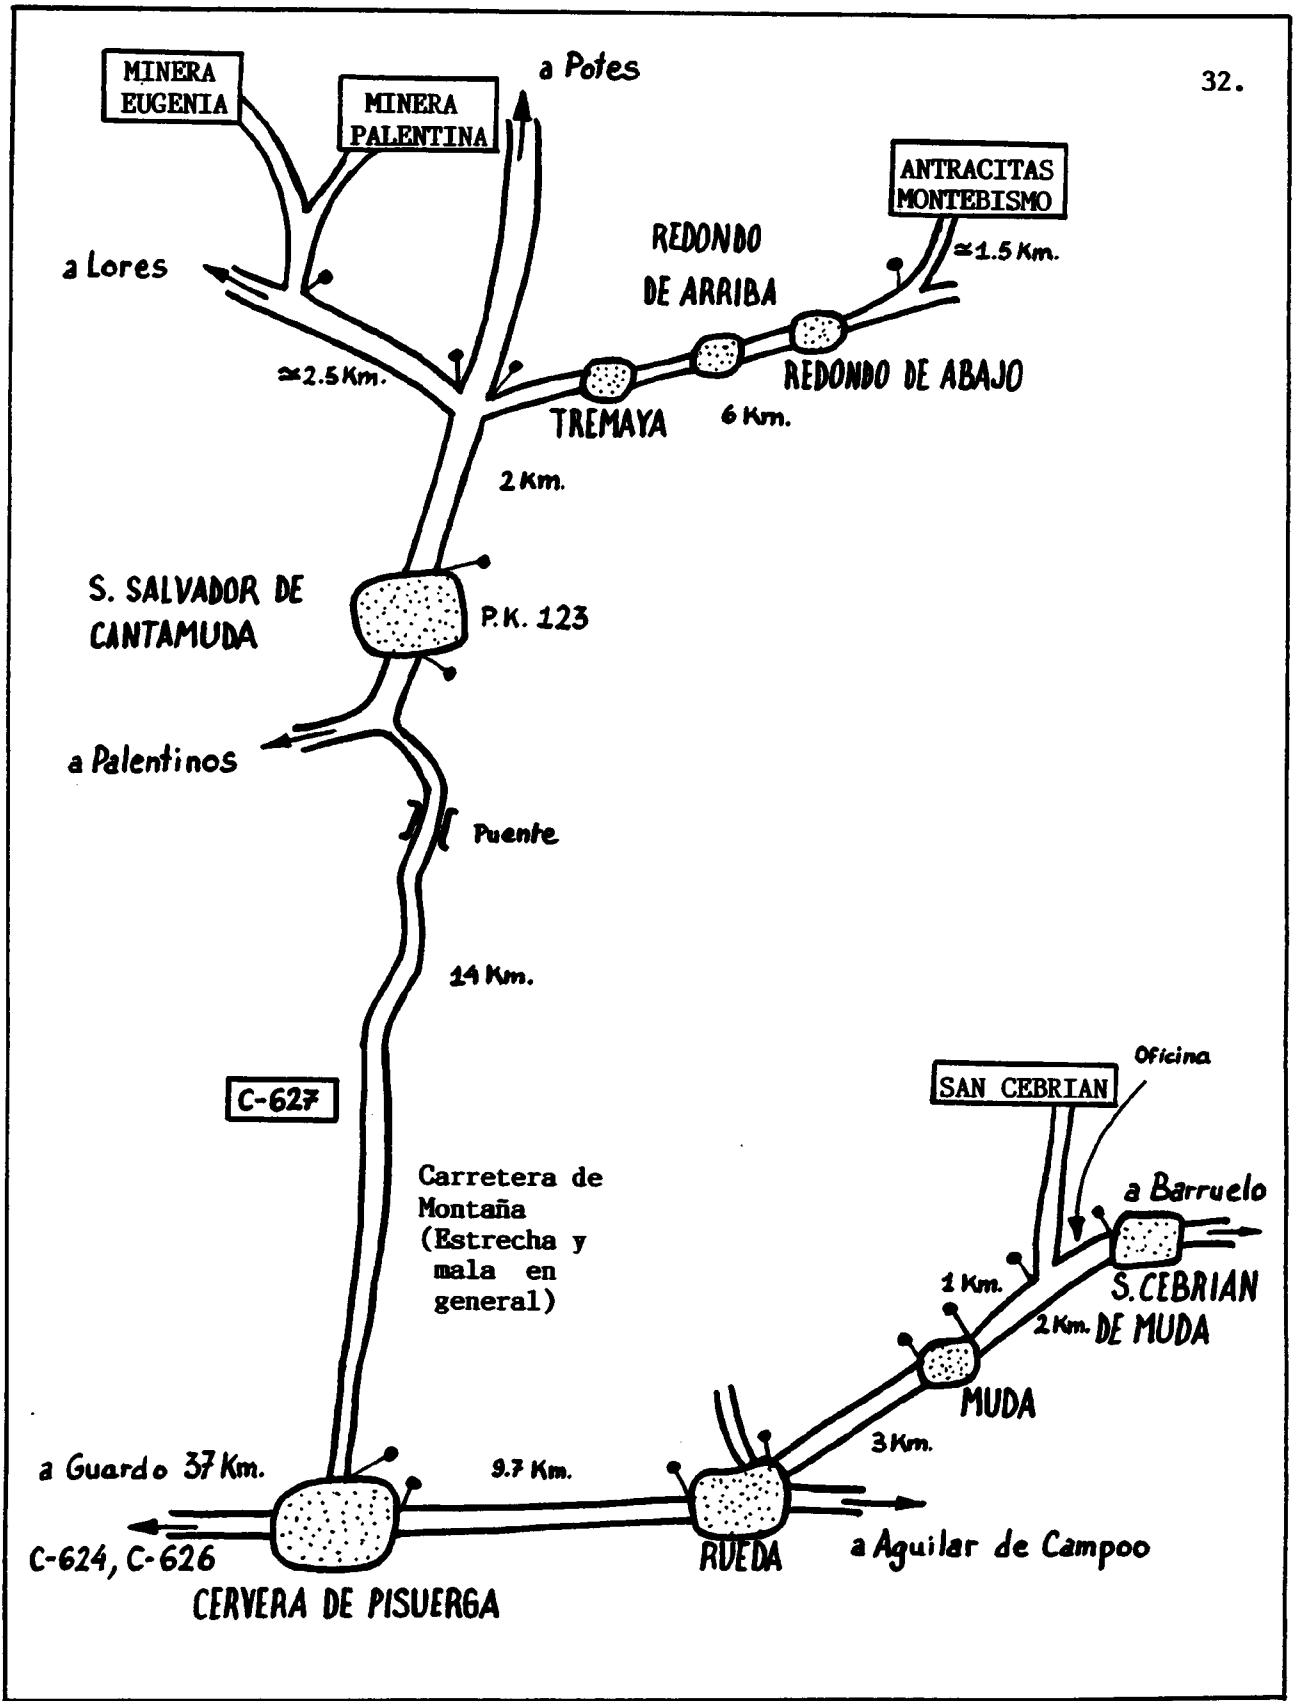 32.
MINERA
EUGENIA
MINERA
PALENTINA
a Potes
ANTRACITAS
MONTEBISMO
≃1.5 Km.
REDONDO
DE ARRIBA
a Lores
≃2.5 Km.
REDONDO DE ABAJO
TREMAYA
6 Km.
2 Km.
S. SALVADOR DE
CANTAMUDA
P.K. 123
a Palentinos
Puente
14 Km.
C-627
Carretera de
Montaña
(Estrecha y
mala en
general)
Oficina
SAN CEBRIAN
a Barruelo
1 Km.
S. CEBRIAN
DE MUDA
2 Km.
MUDA
3 Km.
a Guardo 37 Km.
9.7 Km.
C-624, C-626
RUEDA
a Aguilar de Campoo
CERVERA DE PISUERGA